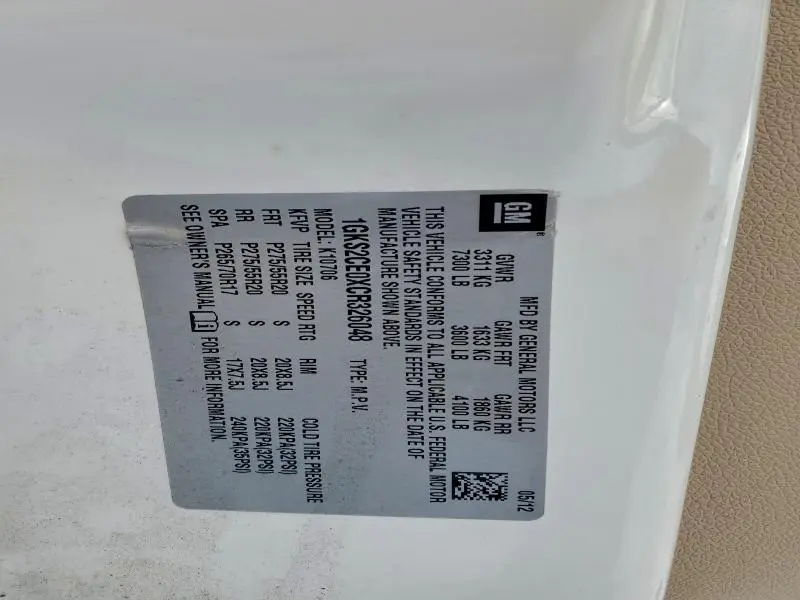 GM ®
MFD BY GENERAL MOTORS LLC 05/12
GVWR GAWR FRT GAWR RR
3311 KG 1633 KG 1860 KG
7300 LB 3600 LB 4100 LB
THIS VEHICLE CONFORMS TO ALL APPLICABLE U.S. FEDERAL MOTOR
VEHICLE SAFETY STANDARDS IN EFFECT ON THE DATE OF
MANUFACTURE SHOWN ABOVE.
1GKS2CE0XCR326048 TYPE: M.P.V.
MODEL: K10706
KFVP TIRE SIZE SPEED RTG RIM COLD TIRE PRESSURE
FRT P275/55R20 S 20X8.5J 220KPA(32PSI)
RR P275/55R20 S 20X8.5J 220KPA(32PSI)
SPA P265/70R17 S 17X7.5J 240KPA(35PSI)
SEE OWNER'S MANUAL FOR MORE INFORMATION.